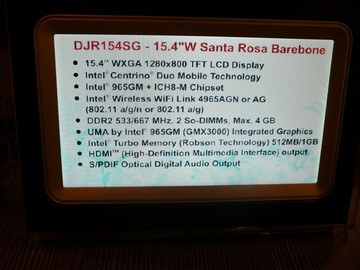 DJR154SG - 15.4"W Santa Rosa Barebone
• 15.4" WXGA 1280x800 TFT LCD Display
• Intel® Centrino® Duo Mobile Technology
• Intel® 965GM + ICH8-M Chipset
• Intel® Wireless WiFi Link 4965AGN or AG
(802.11 a/g/n or 802.11 a/g)
• DDR2 533/667 MHz, 2 So-DIMMs, Max. 4 GB
• UMA by Intel® 965GM (GMX3000) Integrated Graphics
• Intel® Turbo Memory (Robson Technology) 512MB/1GB
• HDMI™ (High-Definition Multimedia Interface) output
• S/PDIF Optical Digital Audio Output